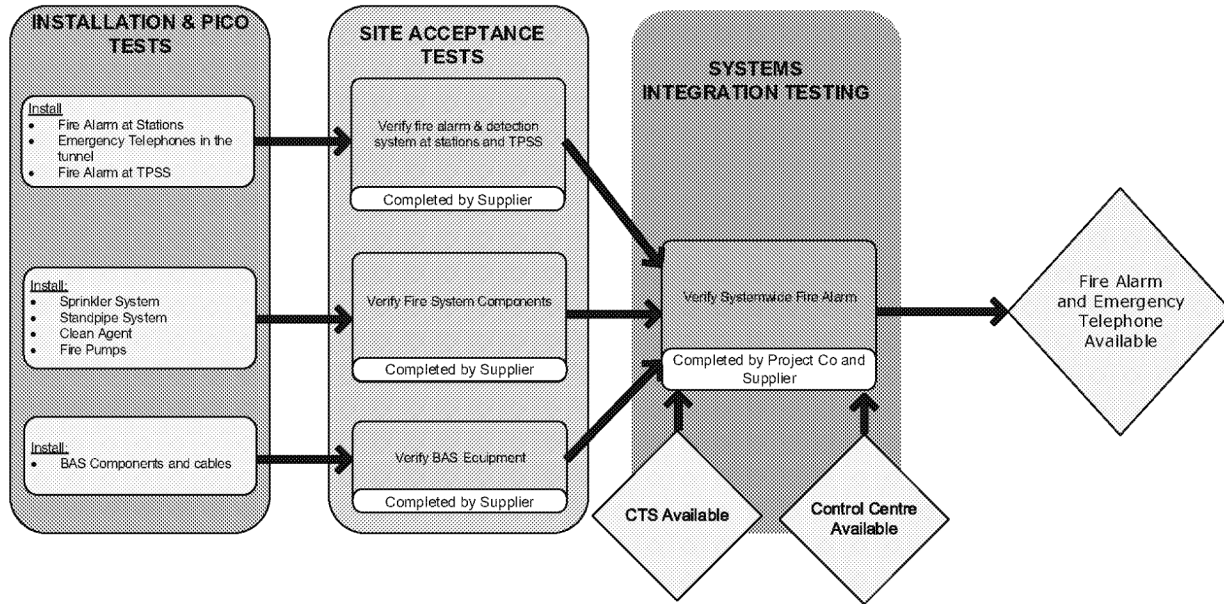 INSTALLATION & PICO
TESTS
Install
• Fire Alarm at Stations
• Emergency Telephones in the
tunnel
• Fire Alarm at TPSS
Install:
• Sprinkler System
• Standpipe System
• Clean Agent
• Fire Pumps
Install:
• BAS Components and cables
SITE ACCEPTANCE
TESTS
Verify fire alarm & detection
system at stations and TPSS
Completed by Supplier
Verify Fire System Components
Completed by Supplier
Verify BAS Equipment
Completed by Supplier
SYSTEMS
INTEGRATION TESTING
Verify Systemwide Fire Alarm
Completed by Project Co and
Supplier
CTS Available
Control Centre
Available
Fire Alarm
and Emergency
Telephone
Available